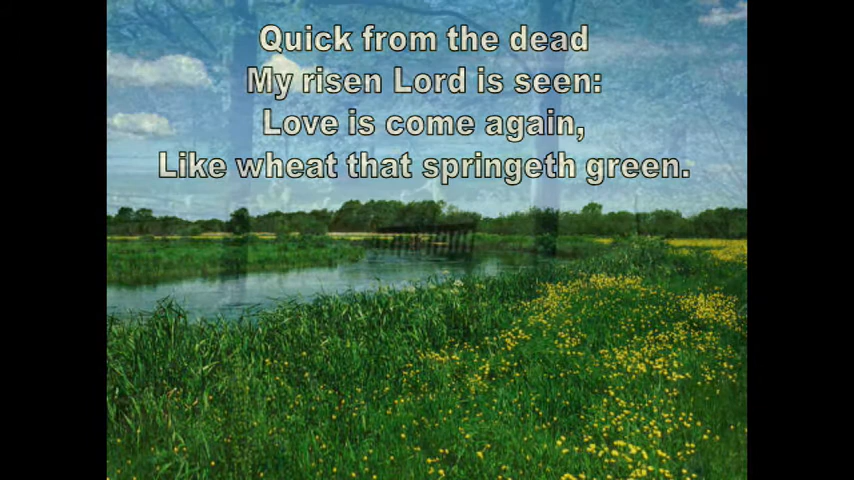 Quick from the dead
My risen Lord is seen:
Love is come again,
Like wheat that springeth green.